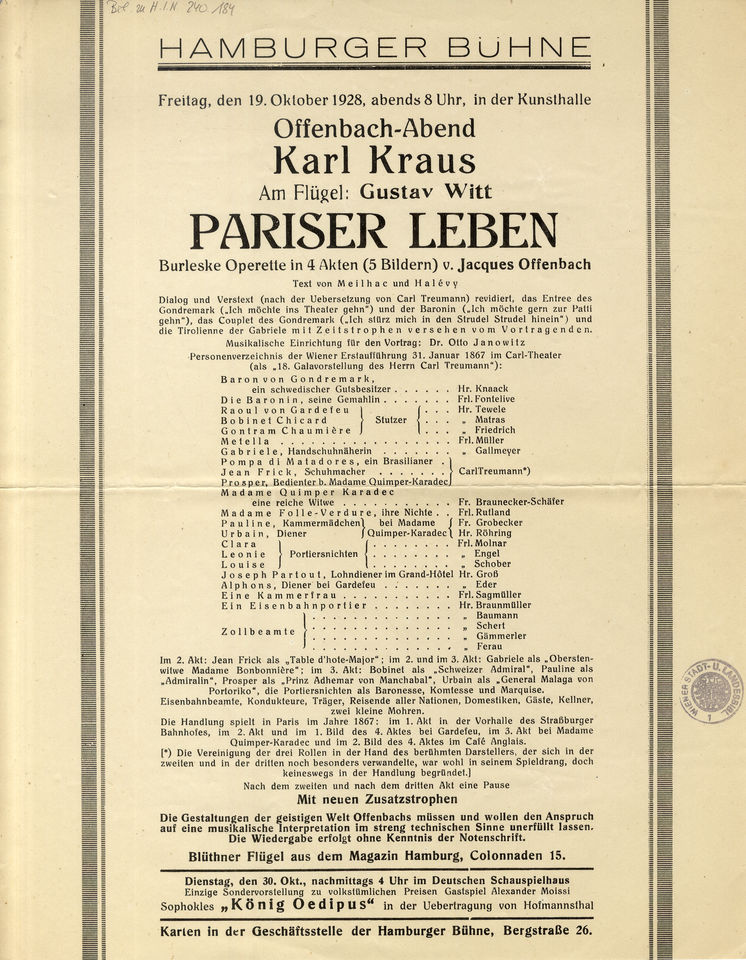 Beil. zu H.I.N. 240 184
HAMBURGER BÜHNE
Freitag, den 19. Oktober 1928, abends 8 Uhr, in der Kunsthalle
Offenbach-Abend
Karl Kraus
Am Flügel: Gustav Witt
PARISER LEBEN
Burleske Operette in 4 Akten (5 Bildern) v. Jacques Offenbach
Text von Meilhac und Halévy
Dialog und Verstext (nach der Uebersetzung von Carl Treumann) revidiert, das Entree des
Gondremark („Ich möchte ins Theater gehn“) und der Baronin („Ich möcht gern zur Patti
gehn“), das Couplet des Gondremark („Ich stürz mich in den Strudel Strudel hinein“) und
die Tirolienne der Gabriele mit Zeitstrophen versehen vom Vortragenden.
Musikalische Einrichtung für den Vortrag: Dr. Otto Janowitz
Personenverzeichnis der Wiener Erstaufführung 31. Januar 1867 im Carl-Theater
(als „18. Galavorstellung des Herrn Carl Treumann“):
Baron von Gondremark,
ein schwedischer Gutsbesitzer . . . . . . Hr. Knaack
Die Baronin, seine Gemahlin . . . . . . . Frl. Fontelive
Raoul von Gardefeu } { . . . Hr. Tewele
Bobinet Chicard } Stutzer { . . . „ Matras
Gontram Chaumière } { . . . „ Friedrich
Metella . . . . . . . . . . . . . . . . . Frl. Müller
Gabriele, Handschuhnäherin . . . . . . . „ Gallmeyer
Pompa di Matadores, ein Brasilianer . }
Jean Frick, Schuhmacher . . . . . . . } CarlTreumann*)
Prosper, Bedienter b. Madame Quimper-Karadec }
Madame Quimper Karadec
eine reiche Witwe . . . . . . . . . . . Fr. Braunecker-Schäfer
Madame Folle-Verdure, ihre Nichte . . Frl. Rutland
Pauline, Kammermädchen } bei Madame { Fr. Grobecker
Urbain, Diener } Quimper-Karadec { Hr. Röhring
Clara } { . . . . . . . . Frl. Molnar
Leonie } Portiersnichten { . . . . . . . . „ Engel
Louise } { . . . . . . . . „ Schober
Joseph Partout, Lohndiener im Grand-Hôtel Hr. Groß
Alphons, Diener bei Gardefeu . . . . . . . „ Eder
Eine Kammerfrau . . . . . . . . . . . . Frl. Sagmüller
Ein Eisenbahnportier . . . . . . . . . Hr. Braunmüller
} . . . . . . . . . . . . . . . „ Baumann
Zollbeamte } . . . . . . . . . . . . . . . „ Schert
} . . . . . . . . . . . . . . . „ Gämmerler
} . . . . . . . . . . . . . . . „ Ferau
Im 2. Akt: Jean Frick als „Table d'hote-Major“; im 2. und im 3. Akt: Gabriele als „Obersten-
witwe Madame Bonbonnière“; im 3. Akt: Bobinet als „Schweizer Admiral“, Pauline als
„Admiralin“, Prosper als „Prinz Adhemar von Manchabal“, Urbain als „General Malaga von
Portoriko“, die Portiersnichten als Baronesse, Komtesse und Marquise.
Eisenbahnbeamte, Kondukteure, Träger, Reisende aller Nationen, Domestiken, Gäste, Kellner,
zwei kleine Mohren.
Die Handlung spielt in Paris im Jahre 1867: im 1. Akt in der Vorhalle des Straßburger
Bahnhofes, im 2. Akt und im 1. Bild des 4. Aktes bei Gardefeu, im 3. Akt bei Madame
Quimper-Karadec und im 2. Bild des 4. Aktes im Café Anglais.
[*) Die Vereinigung der drei Rollen in der Hand des berühmten Darstellers, der sich in der
zweiten und in der dritten noch besonders verwandelte, war wohl in seinem Spieldrang, doch
keineswegs in der Handlung begründet.]
Nach dem zweiten und nach dem dritten Akt eine Pause
Mit neuen Zusatzstrophen
Die Gestaltungen der geistigen Welt Offenbachs müssen und wollen den Anspruch
auf eine musikalische Interpretation im streng technischen Sinne unerfüllt lassen.
Die Wiedergabe erfolgt ohne Kenntnis der Notenschrift.
Blüthner Flügel aus dem Magazin Hamburg, Colonnaden 15.
Dienstag, den 30. Okt., nachmittags 4 Uhr im Deutschen Schauspielhaus
Einzige Sondervorstellung zu volkstümlichen Preisen Gastspiel Alexander Moissi
Sophokles „König Oedipus“ in der Uebertragung von Hofmannsthal
Karten in der Geschäftsstelle der Hamburger Bühne, Bergstraße 26.
WIENER STADT- U. LANDESBIBL.
1